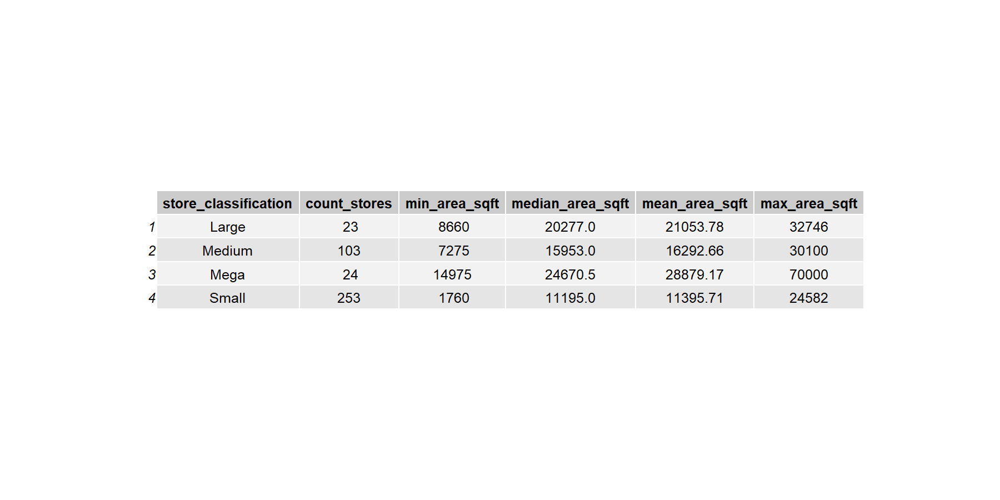 store_classification count_stores min_area_sqft median_area_sqft mean_area_sqft max_area_sqft
1 Large 23 8660 20277.0 21053.78 32746
2 Medium 103 7275 15953.0 16292.66 30100
3 Mega 24 14975 24670.5 28879.17 70000
4 Small 253 1760 11195.0 11395.71 24582